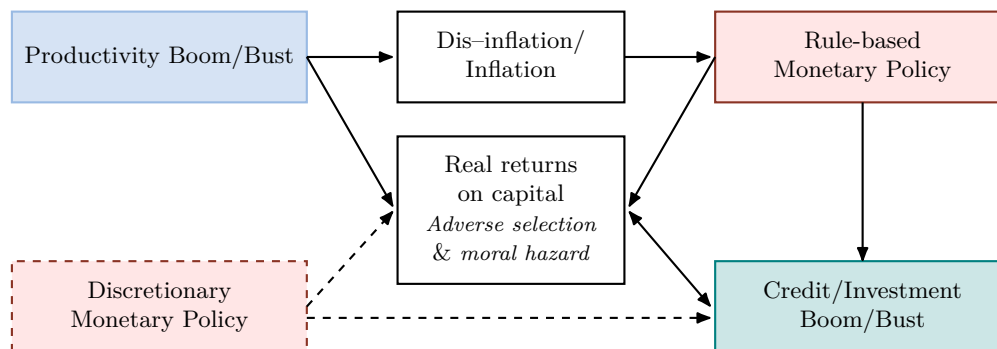 Productivity Boom/Bust
Dis–inflation/
Inflation
Rule-based
Monetary Policy
Real returns
on capital
Adverse selection
& moral hazard
Discretionary
Monetary Policy
Credit/Investment
Boom/Bust